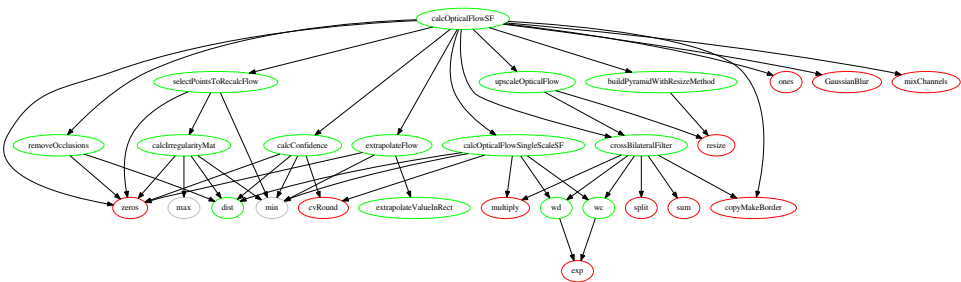 calcOpticalFlowSF
selectPointsToRecalcFlow
upscaleOpticalFlow
buildPyramidWithResizeMethod
ones
GaussianBlur
mixChannels
removeOcclusions
calcIrregularityMat
calcConfidence
extrapolateFlow
calcOpticalFlowSingleScaleSF
crossBilateralFilter
resize
zeros
max
dist
min
cvRound
extrapolateValueInRect
multiply
wd
wc
split
sum
copyMakeBorder
exp